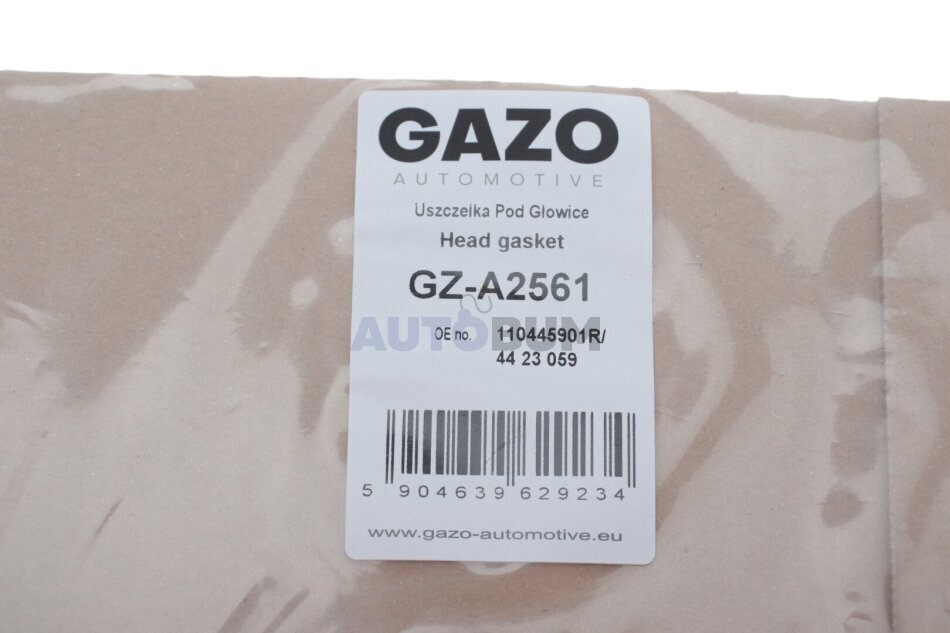 GAZO
AUTOMOTIVE
Uszczelka Pod Głowice
Head gasket
GZ-A2561
AUTOBUM
OE no. 110445901R/
44 23 059
5 904639 629234
www.gazo-automotive.eu